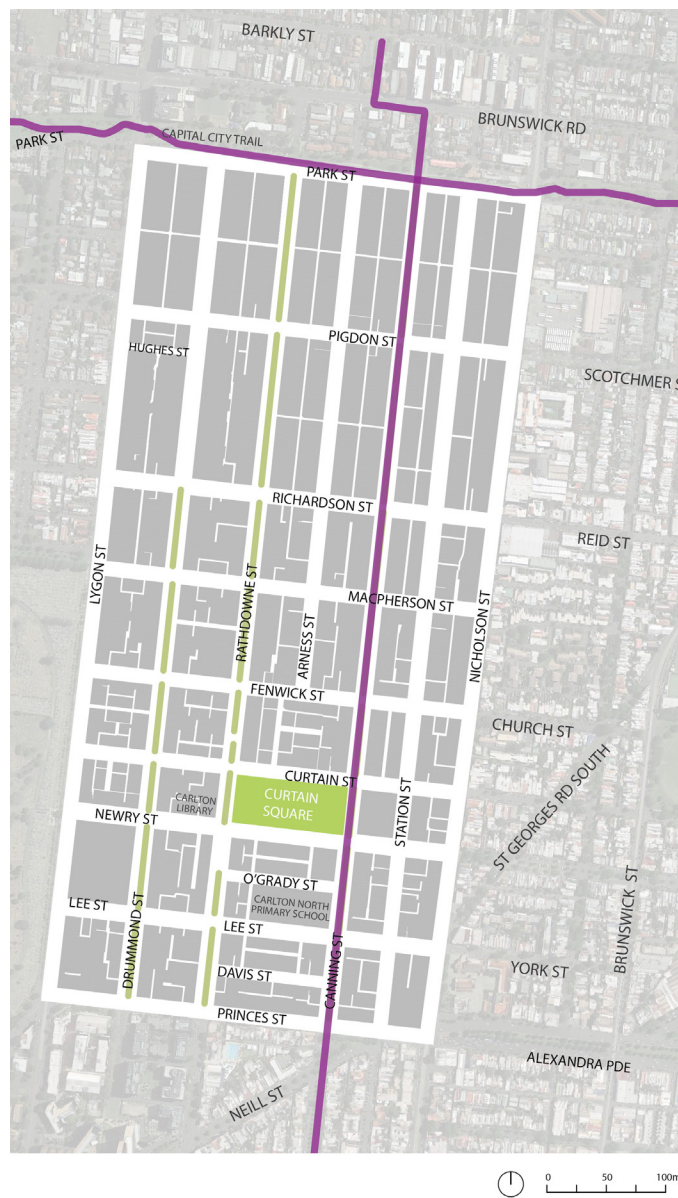 BARKLY ST
BRUNSWICK RD
PARK ST
CAPITAL CITY TRAIL
PARK ST
PIGDON ST
HUGHES ST
SCOTCHMER S
RICHARDSON ST
REID ST
LYGON ST
RATHDOWNE ST
MACPHERSON ST
ARNESS ST
NICHOLSON ST
FENWICK ST
CHURCH ST
CURTAIN ST
CURTAIN
SQUARE
CARLTON
LIBRARY
STATION ST
ST GEORGES RD SOUTH
NEWRY ST
O'GRADY ST
CARLTON NORTH
PRIMARY SCHOOL
BRUNSWICK ST
LEE ST
DRUMMOND ST
LEE ST
CANNING ST
DAVIS ST
YORK ST
PRINCES ST
ALEXANDRA PDE
NEILL ST
0 50 100m